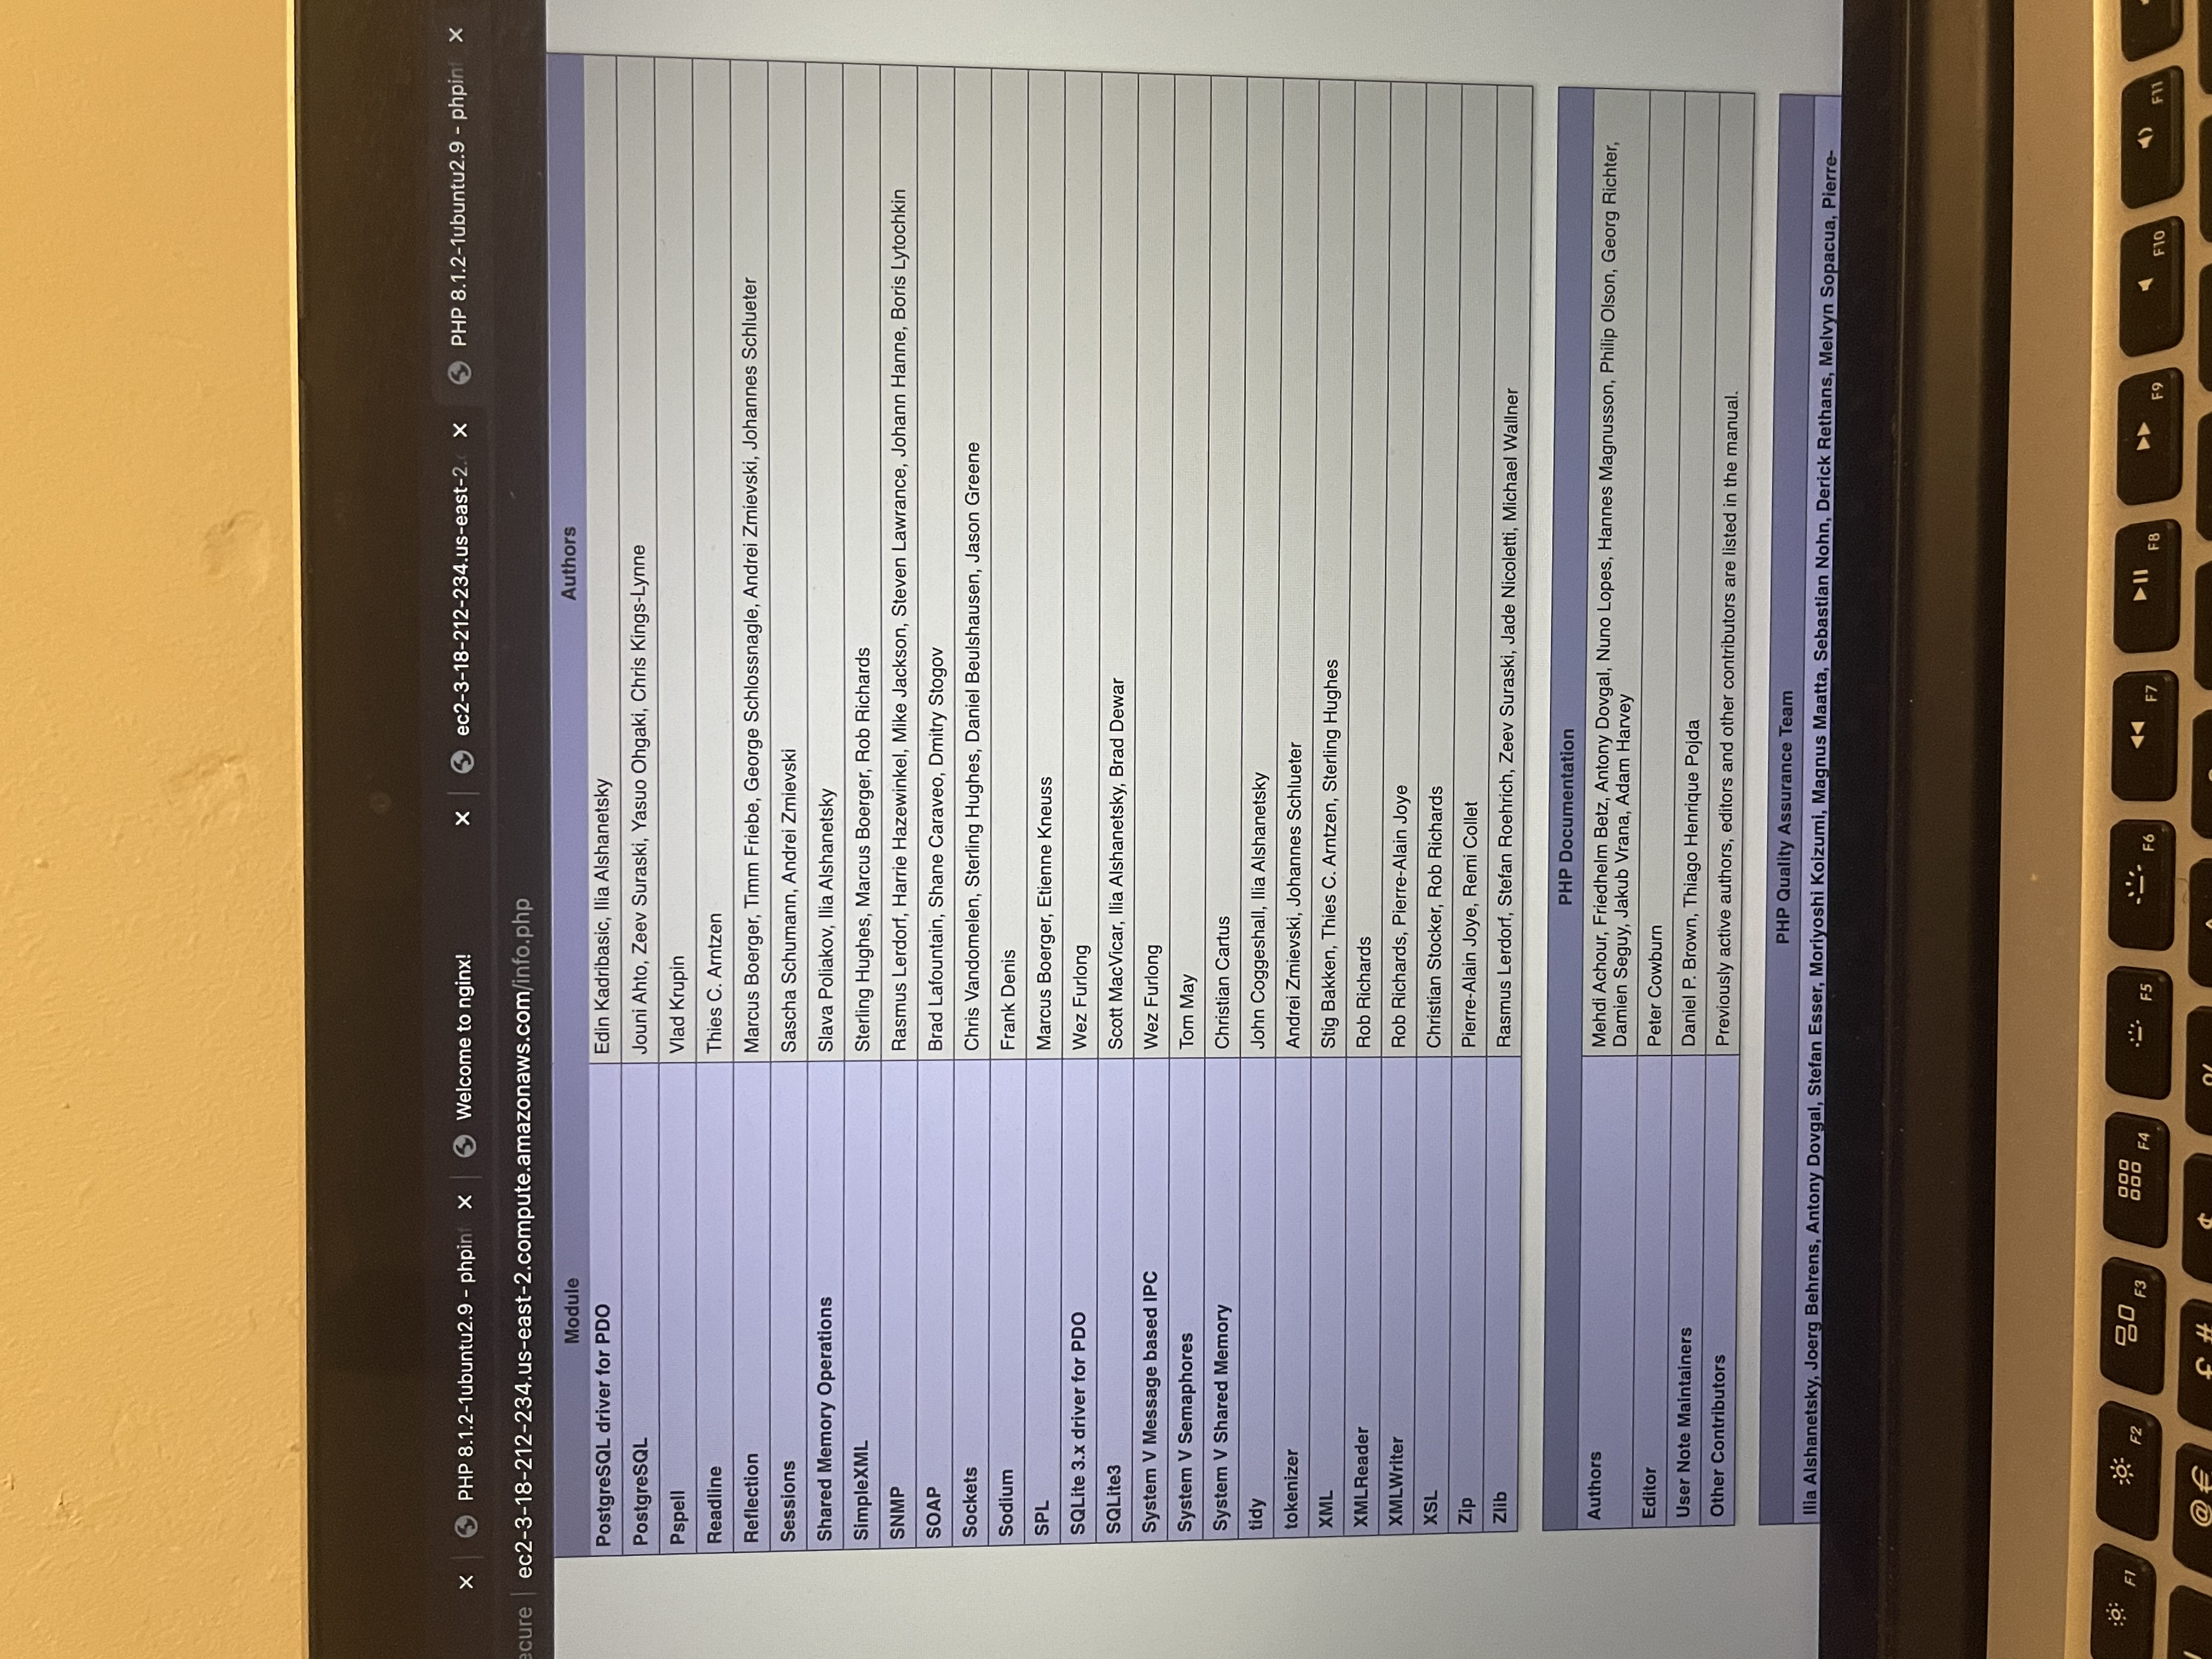 PHP 8.1.2-1ubuntu2.9 - phpin
Welcome to nginx!
ec2-3-18-212-234.us-east-2.
PHP 8.1.2-1ubuntu2.9 - phpin
ecure | ec2-3-18-212-234.us-east-2.compute.amazonaws.com/info.php
Module Authors
PostgreSQL driver for PDO Edin Kadribasic, Ilia Alshanetsky
PostgreSQL Jouni Ahto, Zeev Suraski, Yasuo Ohgaki, Chris Kings-Lynne
Pspell Vlad Krupin
Readline Thies C. Arntzen
Reflection Marcus Boerger, Timm Friebe, George Schlossnagle, Andrei Zmievski, Johannes Schlueter
Sessions Sascha Schumann, Andrei Zmievski
Shared Memory Operations Slava Poliakov, Ilia Alshanetsky
SimpleXML Sterling Hughes, Marcus Boerger, Rob Richards
SNMP Rasmus Lerdorf, Harrie Hazewinkel, Mike Jackson, Steven Lawrance, Johann Hanne, Boris Lytochkin
SOAP Brad Lafountain, Shane Caraveo, Dmitry Stogov
Sockets Chris Vandomelen, Sterling Hughes, Daniel Beulshausen, Jason Greene
Sodium Frank Denis
SPL Marcus Boerger, Etienne Kneuss
SQLite 3.x driver for PDO Wez Furlong
SQLite3 Scott MacVicar, Ilia Alshanetsky, Brad Dewar
System V Message based IPC Wez Furlong
System V Semaphores Tom May
System V Shared Memory Christian Cartus
tidy John Coggeshall, Ilia Alshanetsky
tokenizer Andrei Zmievski, Johannes Schlueter
XML Stig Bakken, Thies C. Arntzen, Sterling Hughes
XMLReader Rob Richards
XMLWriter Rob Richards, Pierre-Alain Joye
XSL Christian Stocker, Rob Richards
Zip Pierre-Alain Joye, Remi Collet
Zlib Rasmus Lerdorf, Stefan Roehrich, Zeev Suraski, Jade Nicoletti, Michael Wallner
PHP Documentation
Authors Mehdi Achour, Friedhelm Betz, Antony Dovgal, Nuno Lopes, Hannes Magnusson, Philip Olson, Georg Richter,
Damien Seguy, Jakub Vrana, Adam Harvey
Editor Peter Cowburn
User Note Maintainers Daniel P. Brown, Thiago Henrique Pojda
Other Contributors Previously active authors, editors and other contributors are listed in the manual.
PHP Quality Assurance Team
Ilia Alshanetsky, Joerg Behrens, Antony Dovgal, Stefan Esser, Moriyoshi Koizumi, Magnus Maatta, Sebastian Nohn, Derick Rethans, Melvyn Sopacua, Pierre-
F1 F2 F3 F4 F5 F6 F7 F8 F9 F10 F11
@ € £ #